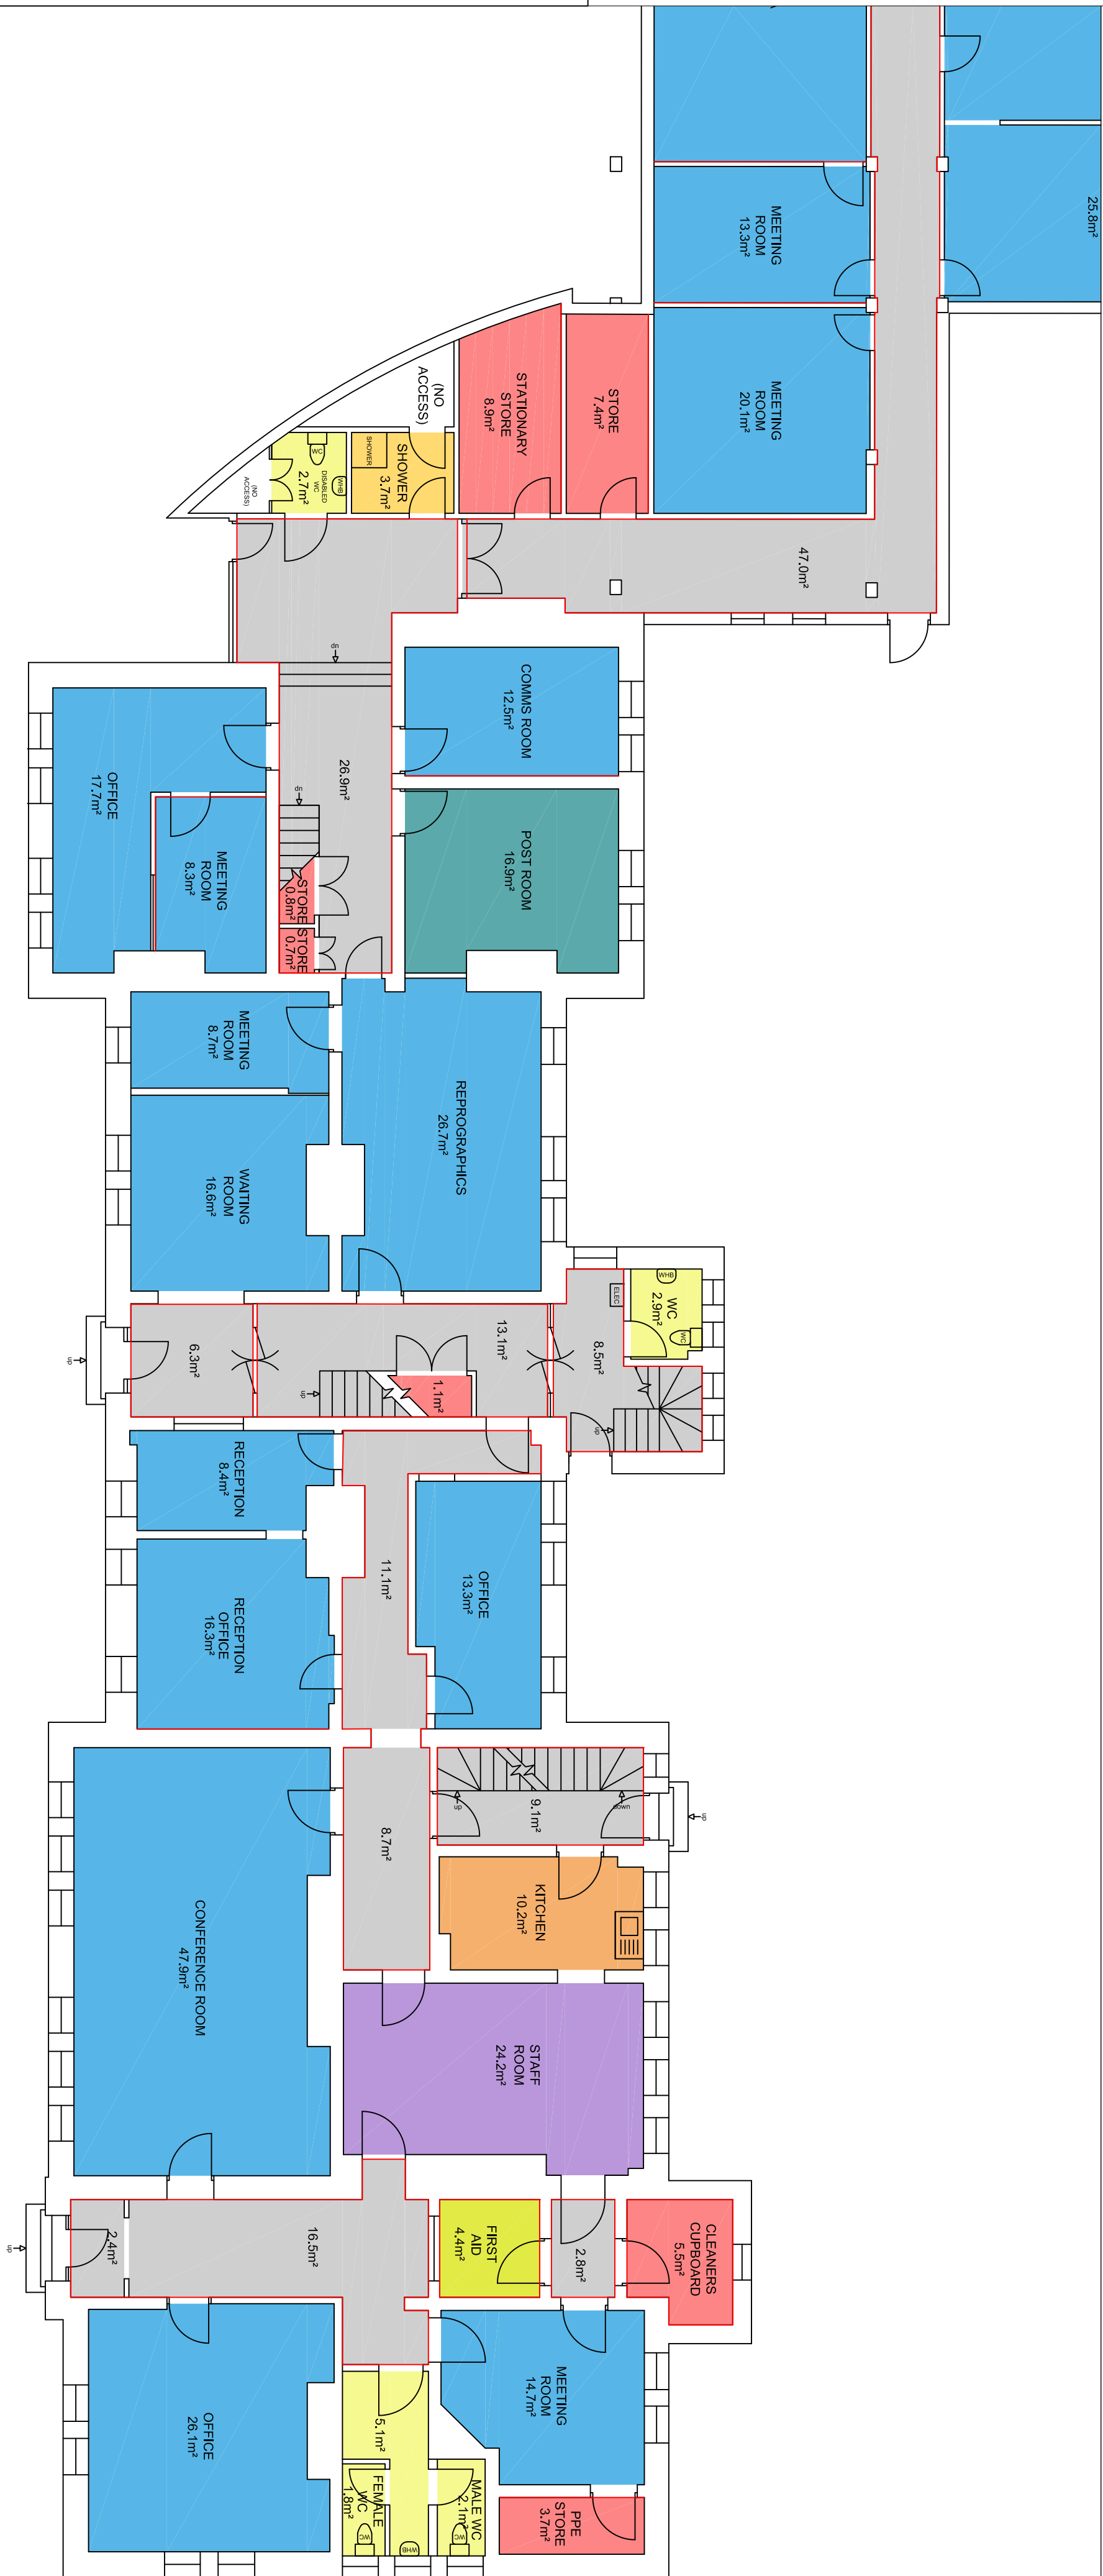 25.8m²
MEETING
ROOM
13.3m²
MEETING
ROOM
20.1m²
STORE
7.4m²
STATIONARY
STORE
8.9m²
(NO
ACCESS)
SHOWER
SHOWER
3.7m²
WC
WHB
DISABLED
WC
2.7m²
(NO
ACCESS)
47.0m²
up
COMMS ROOM
12.5m²
26.9m²
up
OFFICE
17.7m²
MEETING
ROOM
8.3m²
POST ROOM
16.9m²
STORE
0.8m²
STORE
0.7m²
MEETING
ROOM
8.7m²
REPROGRAPHICS
26.7m²
WAITING
ROOM
16.6m²
WHB
WC
2.9m²
WC
ELEC
8.5m²
13.1m²
6.3m²
up
1.1m²
up
up
RECEPTION
8.4m²
11.1m²
OFFICE
13.3m²
RECEPTION
OFFICE
16.3m²
up
9.1m²
down
up
8.7m²
KITCHEN
10.2m²
CONFERENCE ROOM
47.9m²
STAFF
ROOM
24.2m²
CLEANERS
CUPBOARD
5.5m²
2.8m²
FIRST
AID
4.4m²
16.5m²
2.4m²
up
MEETING
ROOM
14.7m²
OFFICE
26.1m²
5.1m²
FEMALE
WC
1.8m²
WC
MALE WC
2.1m²
WC
WHB
PPE
STORE
3.7m²